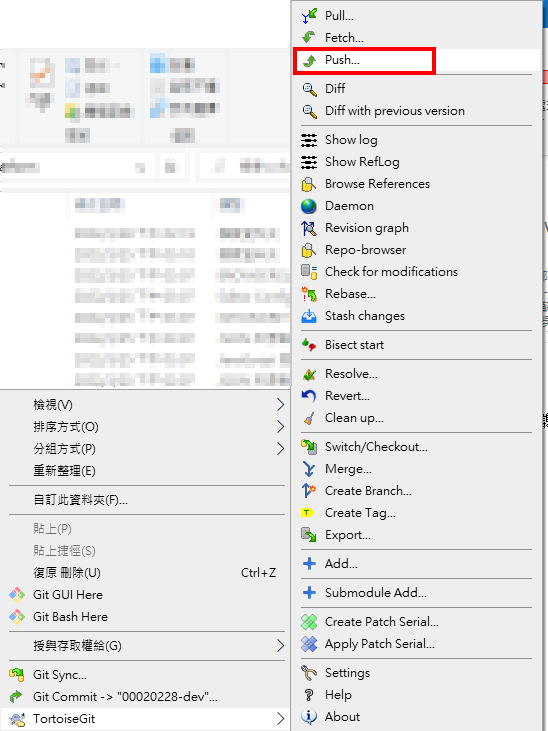 Pull...
Fetch...
Push...
Diff
Diff with previous version
Show log
Show RefLog
Browse References
Daemon
Revision graph
Repo-browser
Check for modifications
Rebase...
Stash changes
Bisect start
Resolve...
Revert...
Clean up...
Switch/Checkout...
Merge...
Create Branch...
Create Tag...
Export...
Add...
Submodule Add...
Create Patch Serial...
Apply Patch Serial...
Settings
Help
About
檢視(V)
排序方式(O)
分組方式(P)
重新整理(E)
自訂此資料夾(F)...
貼上(P)
貼上捷徑(S)
復原 刪除(U) Ctrl+Z
Git GUI Here
Git Bash Here
授與存取權給(G)
Git Sync...
Git Commit -> "00020228-dev"...
TortoiseGit